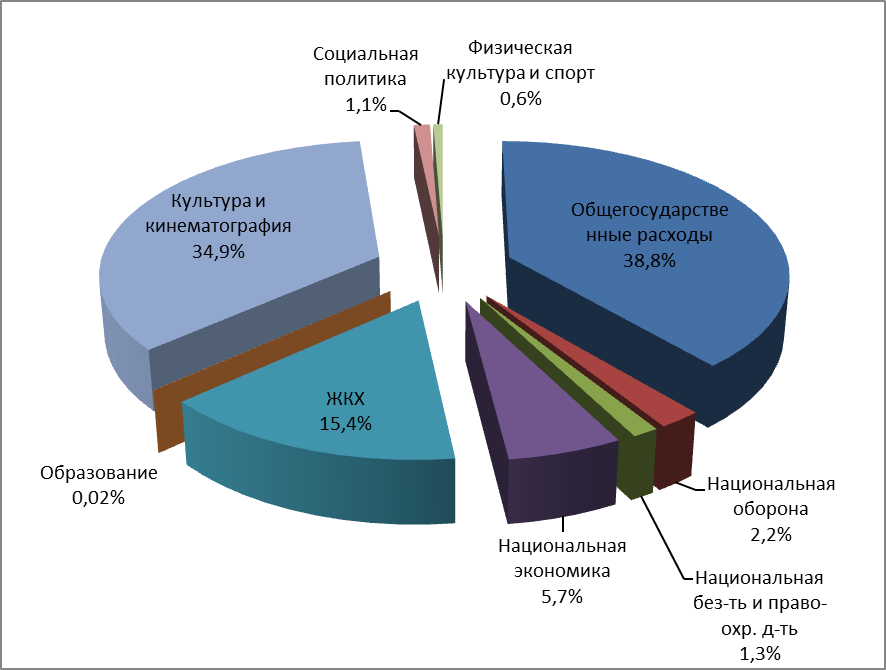 Социальная
политика
1,1%
Физическая
культура и спорт
0,6%
Культура и
кинематография
34,9%
Общегосударстве
нные расходы
38,8%
ЖКХ
15,4%
Образование
0,02%
Национальная
оборона
2,2%
Национальная
экономика
5,7%
Национальная
без-ть и право-
охр. д-ть
1,3%